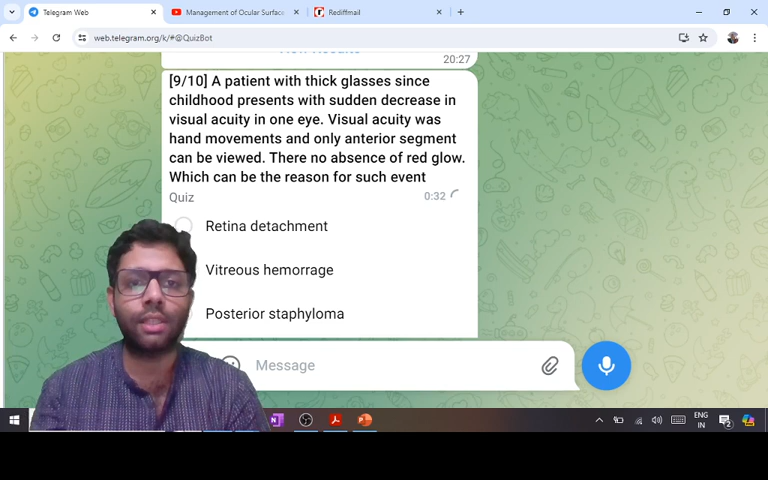 Telegram Web
Management of Ocular Surface
Rediffmail
web.telegram.org/k/#@QuizBot
20:27
[9/10] A patient with thick glasses since
childhood presents with sudden decrease in
visual acuity in one eye. Visual acuity was
hand movements and only anterior segment
can be viewed. There no absence of red glow.
Which can be the reason for such event
Quiz
0:32
Retina detachment
Vitreous hemorrage
Posterior staphyloma
Message
ENG
IN